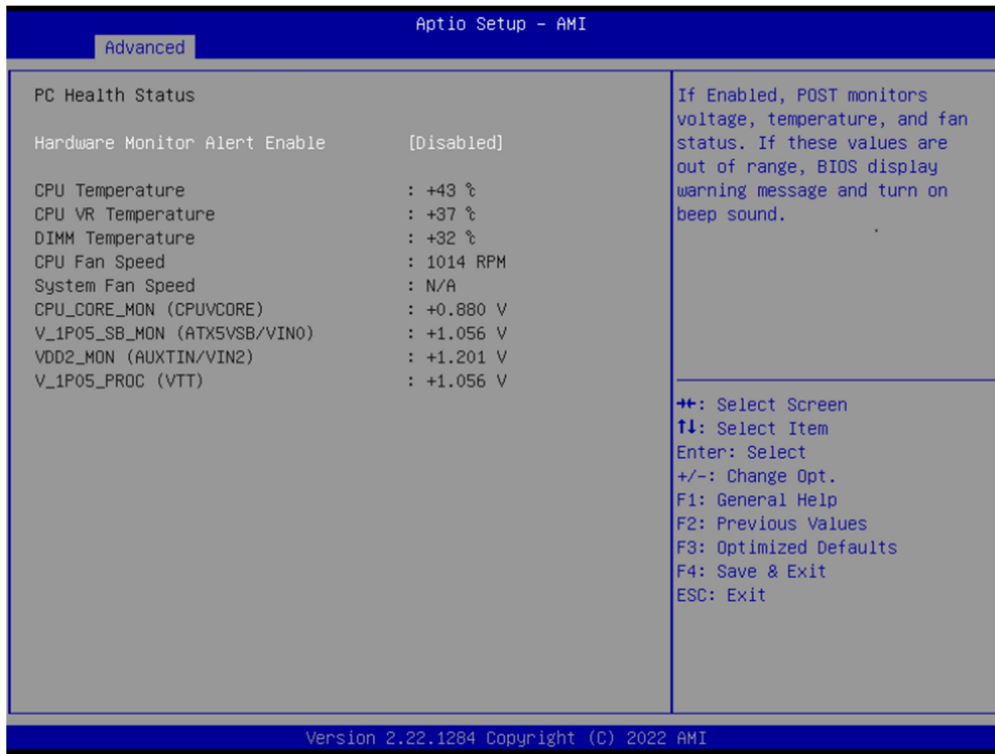 Aptio Setup – AMI
Advanced
PC Health Status
Hardware Monitor Alert Enable [Disabled]
CPU Temperature : +43 ℃
CPU VR Temperature : +37 ℃
DIMM Temperature : +32 ℃
CPU Fan Speed : 1014 RPM
System Fan Speed : N/A
CPU_CORE_MON (CPUVCORE) : +0.880 V
V_1P05_SB_MON (ATX5VSB/VIN0) : +1.056 V
VDD2_MON (AUXTIN/VIN2) : +1.201 V
V_1P05_PROC (VTT) : +1.056 V
If Enabled, POST monitors
voltage, temperature, and fan
status. If these values are
out of range, BIOS display
warning message and turn on
beep sound.
→←: Select Screen
↑↓: Select Item
Enter: Select
+/-: Change Opt.
F1: General Help
F2: Previous Values
F3: Optimized Defaults
F4: Save & Exit
ESC: Exit
Version 2.22.1284 Copyright (C) 2022 AMI